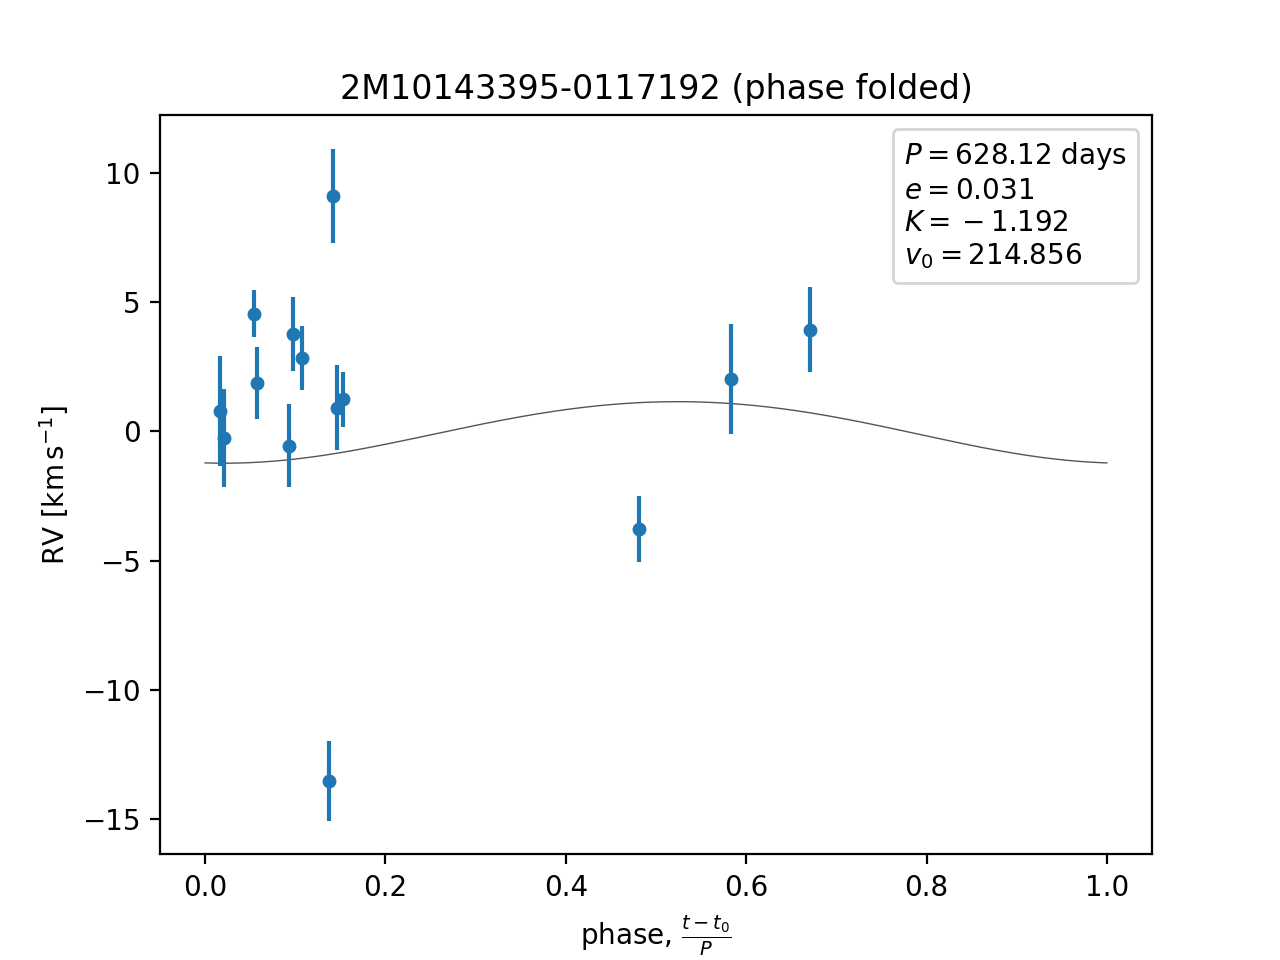 2M10143395-0117192 (phase folded)
P = 628.12 days
e = 0.031
K = −1.192
v₀ = 214.856
RV [km s⁻¹]
10
5
0
−5
−10
−15
0.0 0.2 0.4 0.6 0.8 1.0
phase, (t − t₀)/P